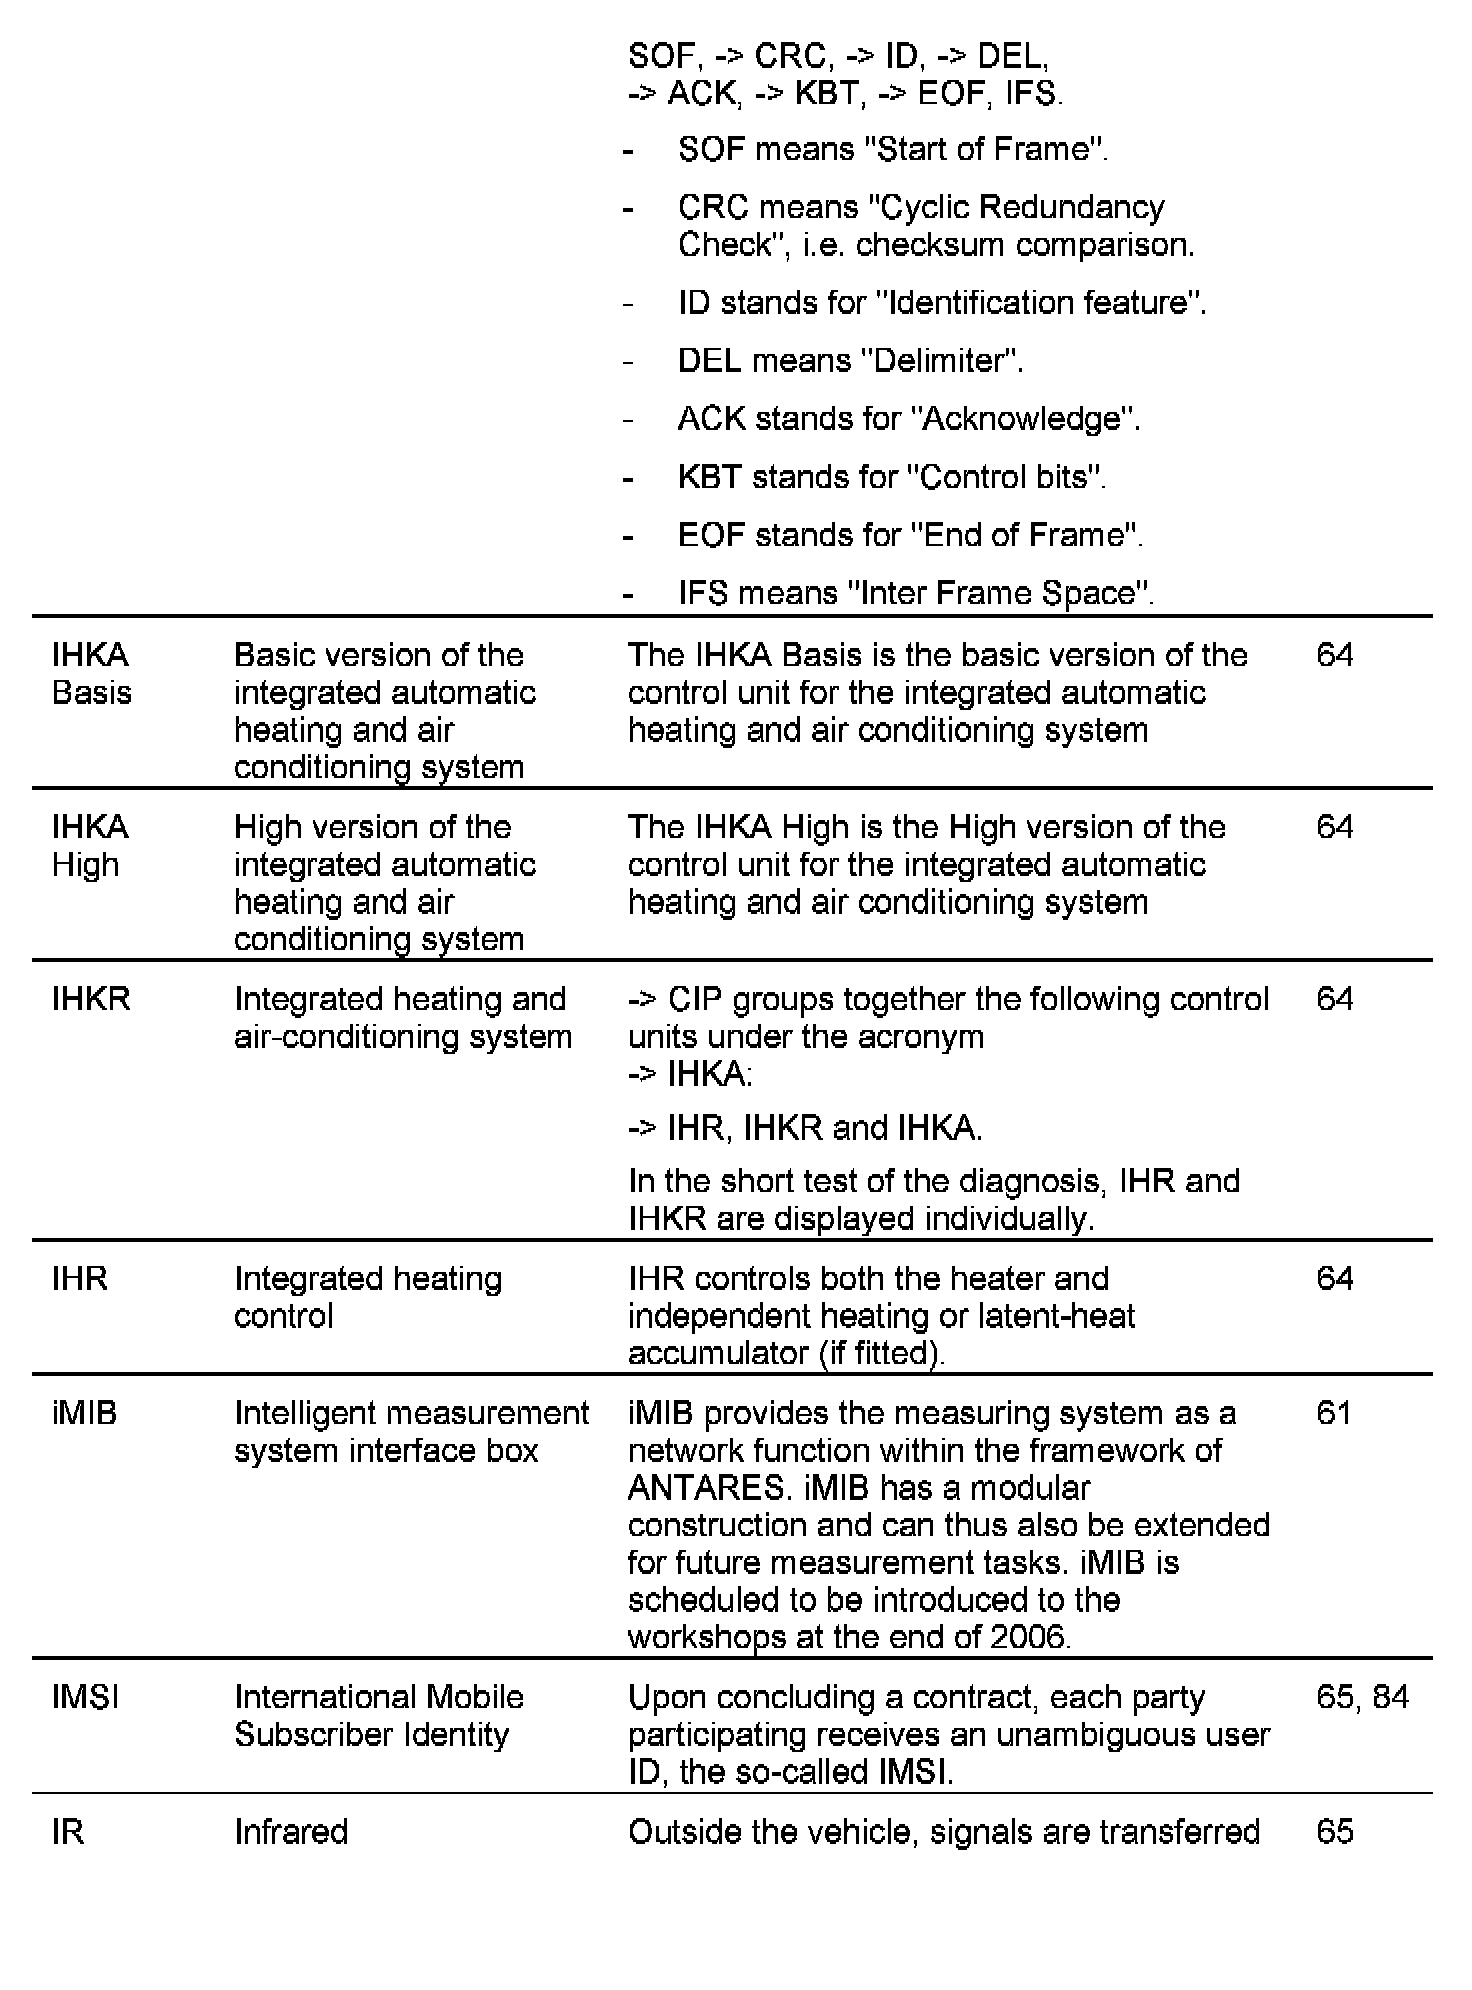 SOF, -> CRC, -> ID, -> DEL,
-> ACK, -> KBT, -> EOF, IFS.
- SOF means "Start of Frame".
- CRC means "Cyclic Redundancy
Check", i.e. checksum comparison.
- ID stands for "Identification feature".
- DEL means "Delimiter".
- ACK stands for "Acknowledge".
- KBT stands for "Control bits".
- EOF stands for "End of Frame".
- IFS means "Inter Frame Space".
IHKA Basic version of the The IHKA Basis is the basic version of the 64
Basis integrated automatic control unit for the integrated automatic
heating and air heating and air conditioning system
conditioning system
IHKA High version of the The IHKA High is the High version of the 64
High integrated automatic control unit for the integrated automatic
heating and air heating and air conditioning system
conditioning system
IHKR Integrated heating and -> CIP groups together the following control 64
air-conditioning system units under the acronym
-> IHKA:
-> IHR, IHKR and IHKA.
In the short test of the diagnosis, IHR and
IHKR are displayed individually.
IHR Integrated heating IHR controls both the heater and 64
control independent heating or latent-heat
accumulator (if fitted).
iMIB Intelligent measurement iMIB provides the measuring system as a 61
system interface box network function within the framework of
ANTARES. iMIB has a modular
construction and can thus also be extended
for future measurement tasks. iMIB is
scheduled to be introduced to the
workshops at the end of 2006.
IMSI International Mobile Upon concluding a contract, each party 65, 84
Subscriber Identity participating receives an unambiguous user
ID, the so-called IMSI.
IR Infrared Outside the vehicle, signals are transferred 65